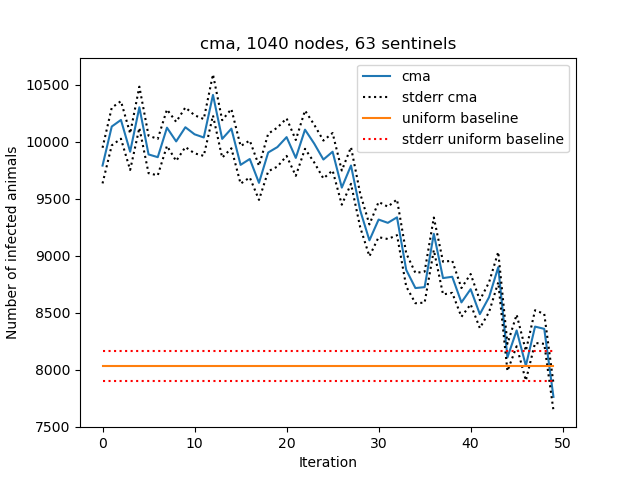 cma, 1040 nodes, 63 sentinels
cma
stderr cma
uniform baseline
stderr uniform baseline
Number of infected animals
10500
10000
9500
9000
8500
8000
7500
0 10 20 30 40 50
Iteration